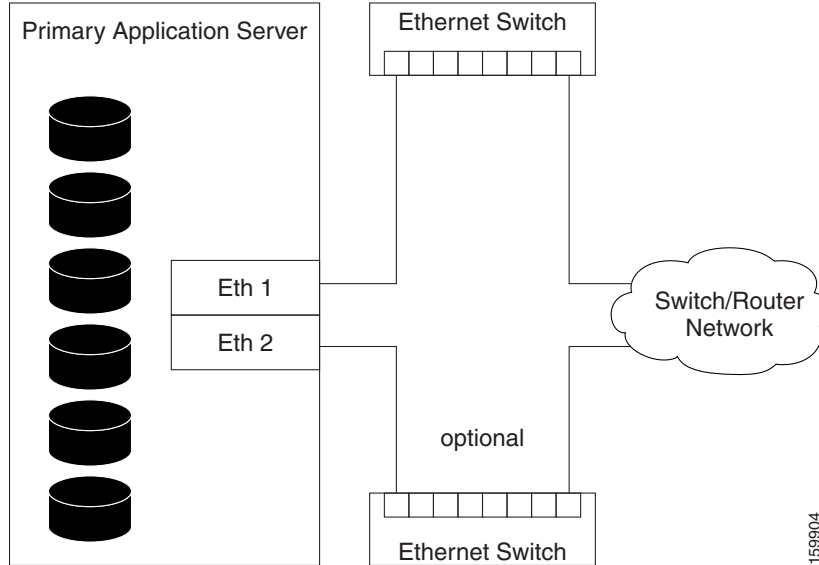 Primary Application Server
Ethernet Switch
Eth 1
Eth 2
Switch/Router
Network
optional
Ethernet Switch
159904